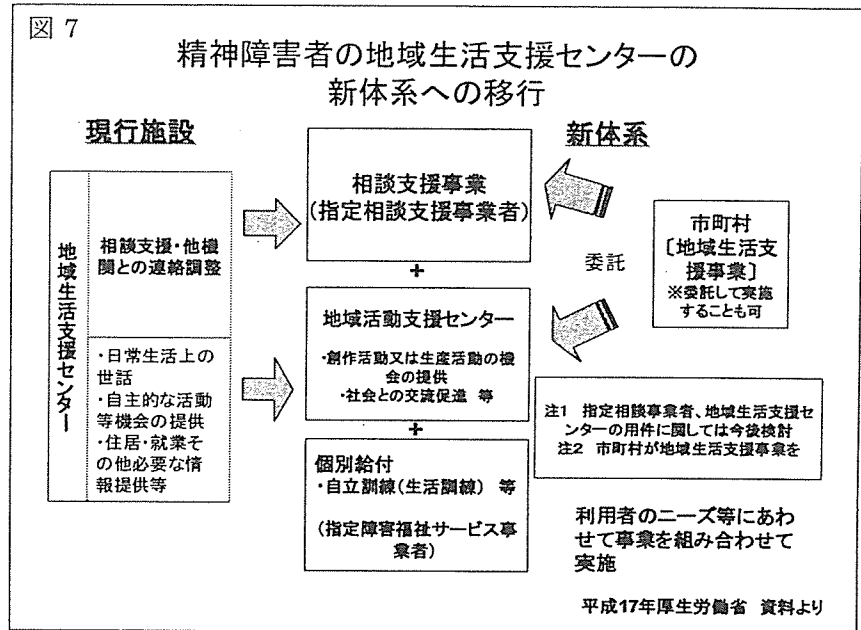 図 7
精神障害者の地域生活支援センターの
新体系への移行
現行施設
新体系
地域生活支援センター
相談支援・他機
関との連絡調整
・日常生活上の
世話
・自主的な活動
等機会の提供
・住居・就業そ
の他必要な情
報提供等
相談支援事業
(指定相談支援事業者)
+
地域活動支援センター
・創作活動又は生産活動の機
会の提供
・社会との交流促進 等
+
個別給付
・自立訓練(生活訓練) 等
(指定障害福祉サービス事
業者)
委託
市町村
〔地域生活支
援事業〕
※委託して実施
することも可
注1 指定相談事業者、地域生活支援セ
ンターの用件に関しては今後検討
注2 市町村が地域生活支援事業を
利用者のニーズ等にあわ
せて事業を組み合わせて
実施
平成17年厚生労働省 資料より